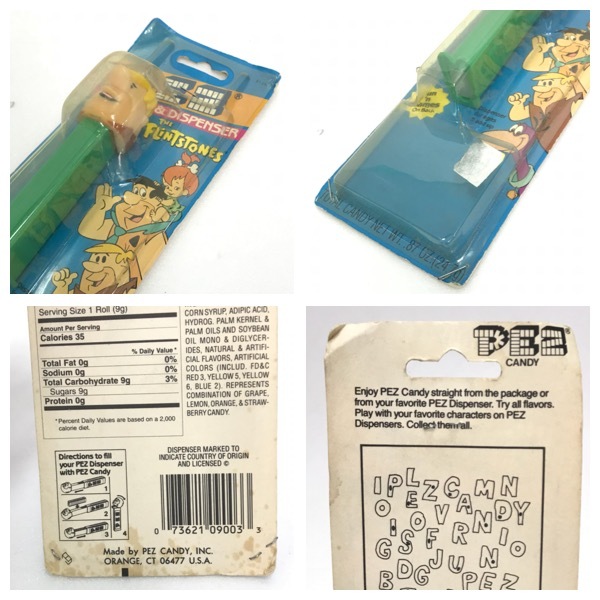 PEZ
& DISPENSER
THE
FLINTSTONES
CANDY NET WT. .87 OZ
Serving Size 1 Roll (9g)
Amount Per Serving
Calories 35
% Daily Value*
Total Fat 0g 0%
Sodium 0g 0%
Total Carbohydrate 9g 3%
Sugars 9g
Protein 0g
*Percent Daily Values are based on a 2,000
calorie diet.
CORN SYRUP, ADIPIC ACID,
HYDROG. PALM KERNEL &
PALM OILS AND SOYBEAN
OIL MONO & DIGLYCER-
IDES, NATURAL & ARTIFI-
CIAL FLAVORS, ARTIFICIAL
COLORS (INCLUD. FD&C
RED 3, YELLOW 5, YELLOW
6, BLUE 2). REPRESENTS
COMBINATION OF GRAPE,
LEMON, ORANGE, & STRAW-
BERRY CANDY.
Directions to fill
your PEZ Dispenser
with PEZ Candy
1
2
3 4
DISPENSER MARKED TO
INDICATE COUNTRY OF ORIGIN
AND LICENSED ©
0 73621 09003 3
Made by PEZ CANDY, INC.
ORANGE, CT 06477 U.S.A.
PEZ
CANDY
Enjoy PEZ Candy straight from the package or
from your favorite PEZ Dispenser. Try all flavors.
Play with your favorite characters on PEZ
Dispensers. Collect them all.
I P L E Z C A M N
O I O E V R N D Y
G S F J U N I O
B D G U P E Z